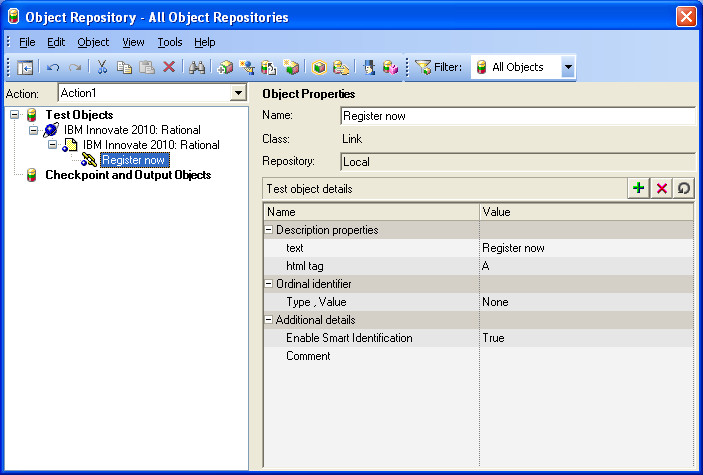 Object Repository - All Object Repositories
File Edit Object View Tools Help
Filter: All Objects
Action: Action1
Test Objects
IBM Innovate 2010: Rational
IBM Innovate 2010: Rational
Register now
Checkpoint and Output Objects
Object Properties
Name: Register now
Class: Link
Repository: Local
Test object details
Name Value
Description properties
text Register now
html tag A
Ordinal identifier
Type , Value None
Additional details
Enable Smart Identification True
Comment